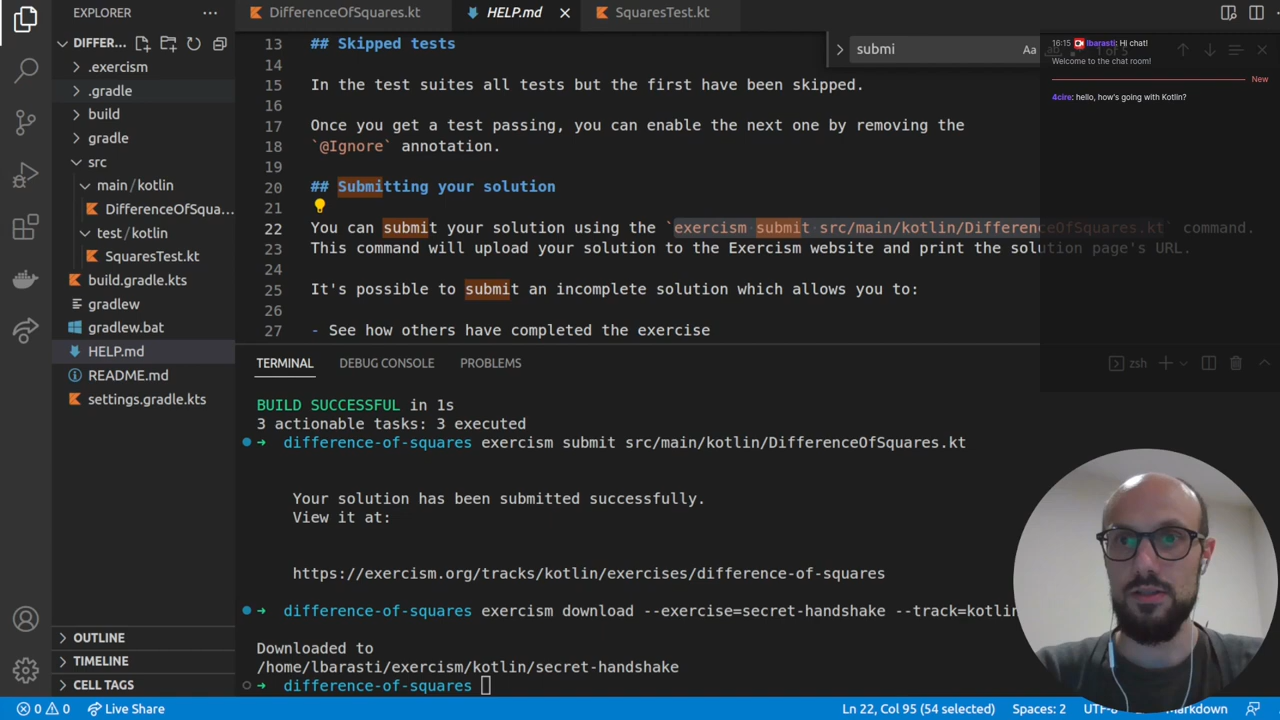 EXPLORER
DifferenceOfSquares.kt
HELP.md
SquaresTest.kt
DIFFER...
.exercism
.gradle
build
gradle
src
main/kotlin
DifferenceOfSqua...
test/kotlin
SquaresTest.kt
build.gradle.kts
gradlew
gradlew.bat
HELP.md
README.md
settings.gradle.kts
OUTLINE
TIMELINE
CELL TAGS
submi
Aa
16:15 lbarasti: Hi chat!
Welcome to the chat room!
New
4cire: hello, how's going with Kotlin?
13 ## Skipped tests
14
15 In the test suites all tests but the first have been skipped.
16
17 Once you get a test passing, you can enable the next one by removing the
18 `@Ignore` annotation.
19
20 ## Submitting your solution
21
22 You can submit your solution using the `exercism submit src/main/kotlin/DifferenceOfSquares.kt` command.
23 This command will upload your solution to the Exercism website and print the solution page's URL.
24
25 It's possible to submit an incomplete solution which allows you to:
26
27 - See how others have completed the exercise
TERMINAL
DEBUG CONSOLE
PROBLEMS
zsh
BUILD SUCCESSFUL in 1s
3 actionable tasks: 3 executed
➜ difference-of-squares exercism submit src/main/kotlin/DifferenceOfSquares.kt
Your solution has been submitted successfully.
View it at:
https://exercism.org/tracks/kotlin/exercises/difference-of-squares
➜ difference-of-squares exercism download --exercise=secret-handshake --track=kotlin
Downloaded to
/home/lbarasti/exercism/kotlin/secret-handshake
➜ difference-of-squares
0 0
Live Share
Ln 22, Col 95 (54 selected)
Spaces: 2
Markdown